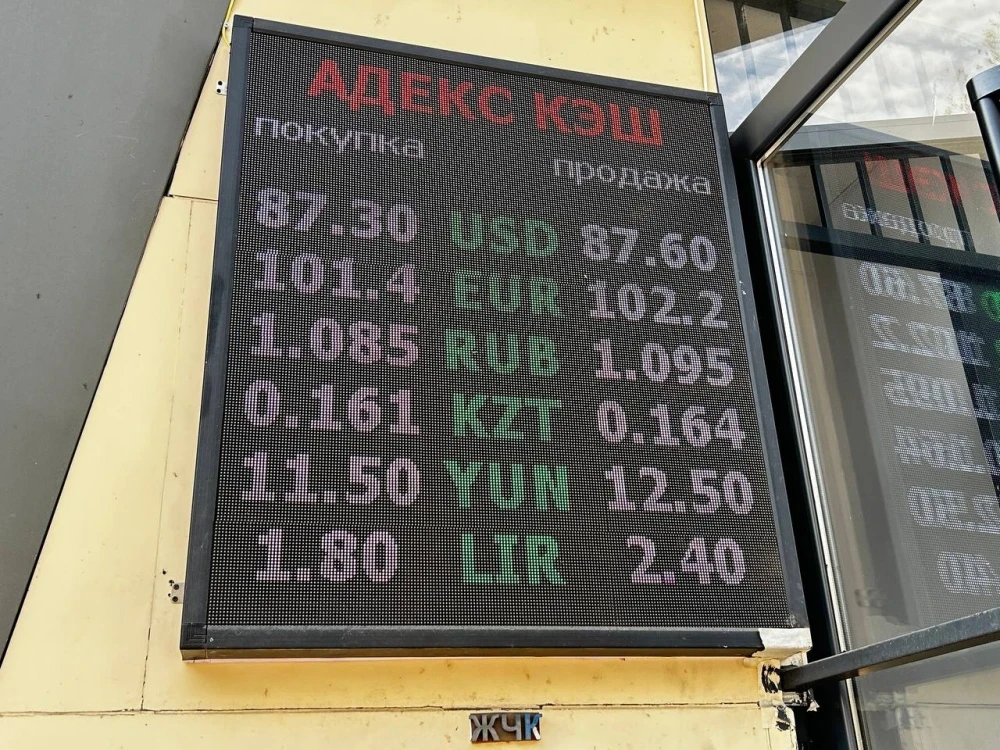 АДЕКС КЭШ
покупка
продажа
87.30 USD 87.60
101.4 EUR 102.2
1.085 RUB 1.095
0.161 KZT 0.164
11.50 YUN 12.50
1.80 LIR 2.40
ЖЧК